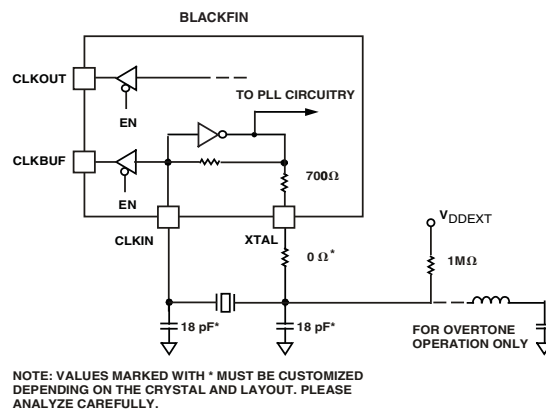 BLACKFIN
CLKOUT
TO PLL CIRCUITRY
EN
CLKBUF
700Ω
EN
VDDEXT
CLKIN
XTAL
0 Ω*
1MΩ
18 pF*
18 pF*
FOR OVERTONE
OPERATION ONLY
NOTE: VALUES MARKED WITH * MUST BE CUSTOMIZED
DEPENDING ON THE CRYSTAL AND LAYOUT. PLEASE
ANALYZE CAREFULLY.